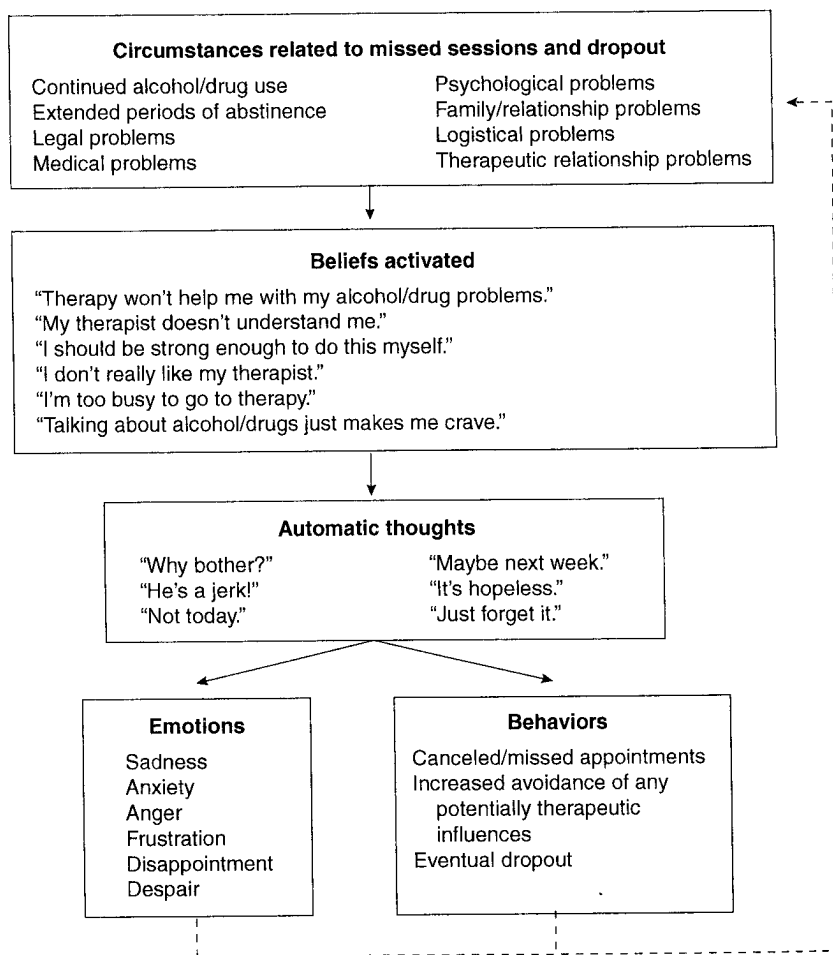 Circumstances related to missed sessions and dropout
Continued alcohol/drug use
Extended periods of abstinence
Legal problems
Medical problems
Psychological problems
Family/relationship problems
Logistical problems
Therapeutic relationship problems
Beliefs activated
“Therapy won’t help me with my alcohol/drug problems.”
“My therapist doesn’t understand me.”
“I should be strong enough to do this myself.”
“I don’t really like my therapist.”
“I’m too busy to go to therapy.”
“Talking about alcohol/drugs just makes me crave.”
Automatic thoughts
“Why bother?”
“He’s a jerk!”
“Not today.”
“Maybe next week.”
“It’s hopeless.”
“Just forget it.”
Emotions
Sadness
Anxiety
Anger
Frustration
Disappointment
Despair
Behaviors
Canceled/missed appointments
Increased avoidance of any
potentially therapeutic
influences
Eventual dropout